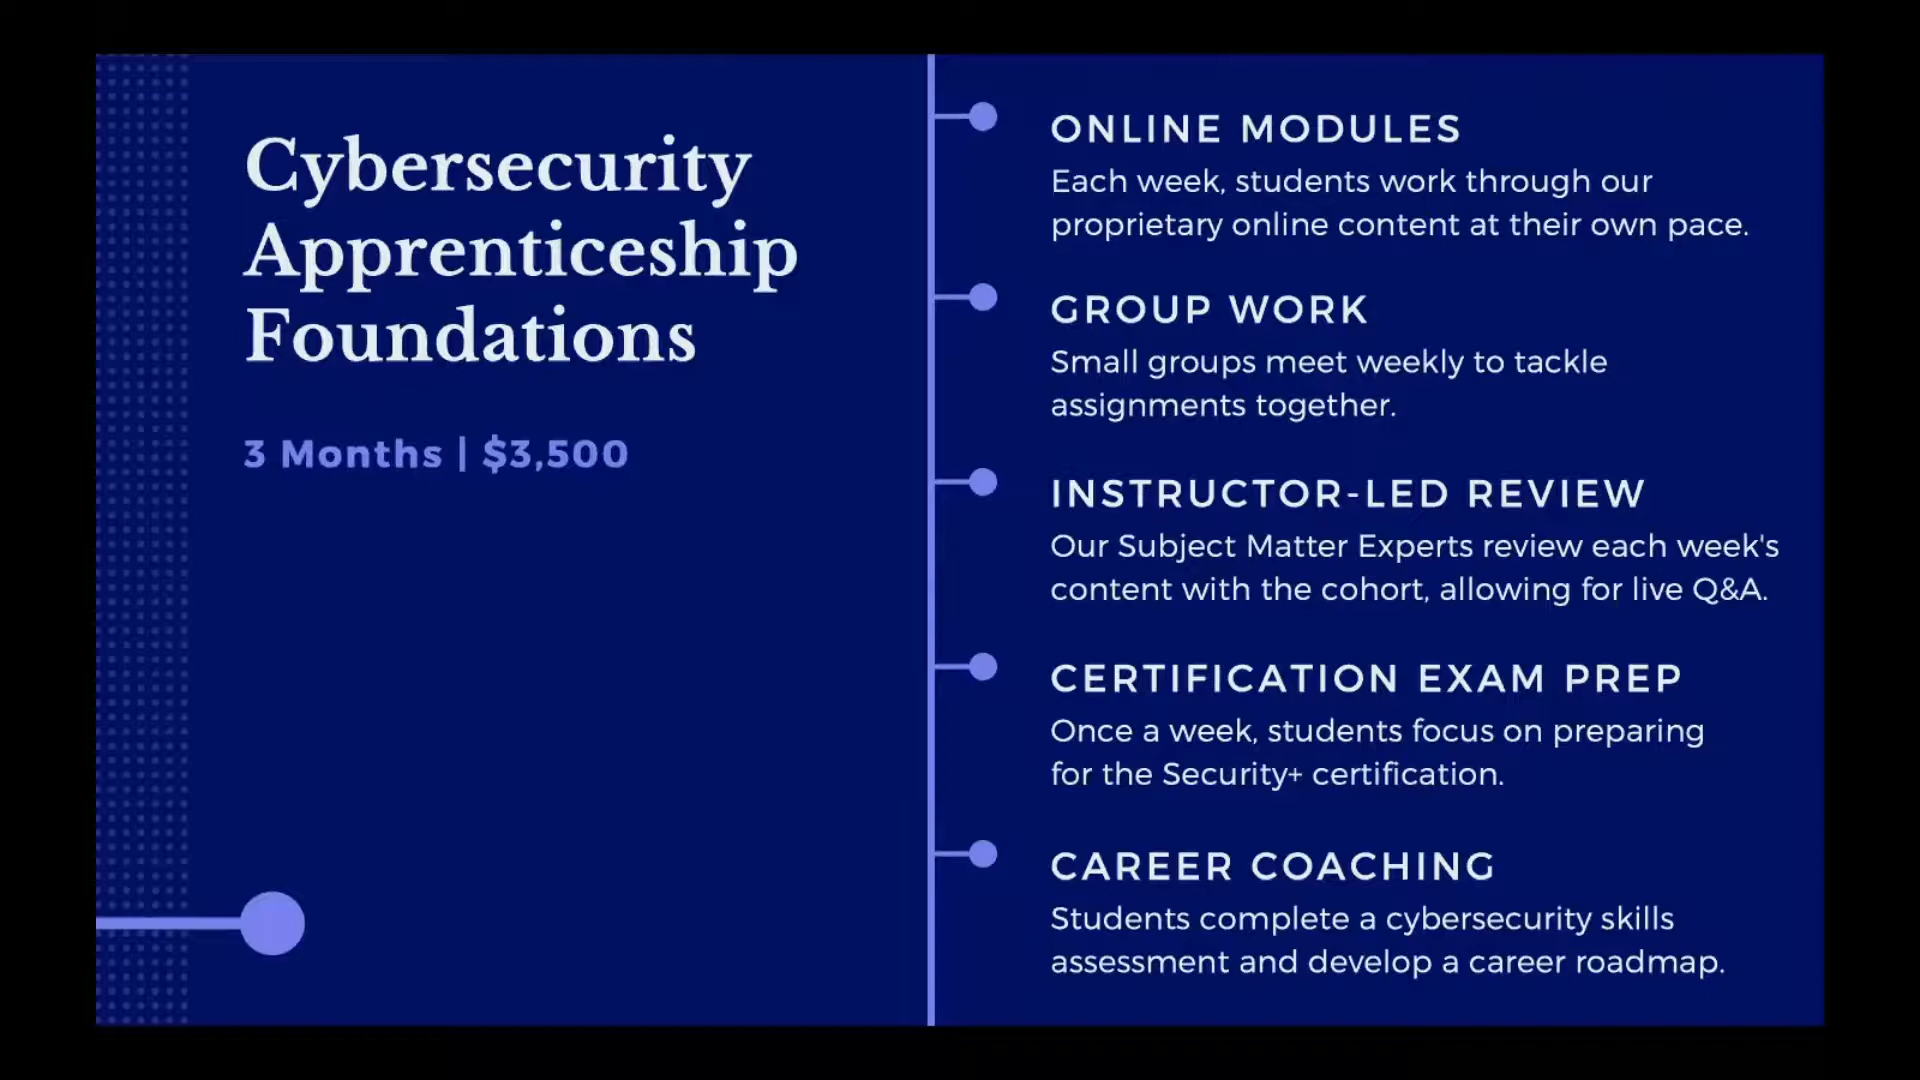 Cybersecurity
Apprenticeship
Foundations
3 Months | $3,500
ONLINE MODULES
Each week, students work through our
proprietary online content at their own pace.
GROUP WORK
Small groups meet weekly to tackle
assignments together.
INSTRUCTOR-LED REVIEW
Our Subject Matter Experts review each week's
content with the cohort, allowing for live Q&A.
CERTIFICATION EXAM PREP
Once a week, students focus on preparing
for the Security+ certification.
CAREER COACHING
Students complete a cybersecurity skills
assessment and develop a career roadmap.